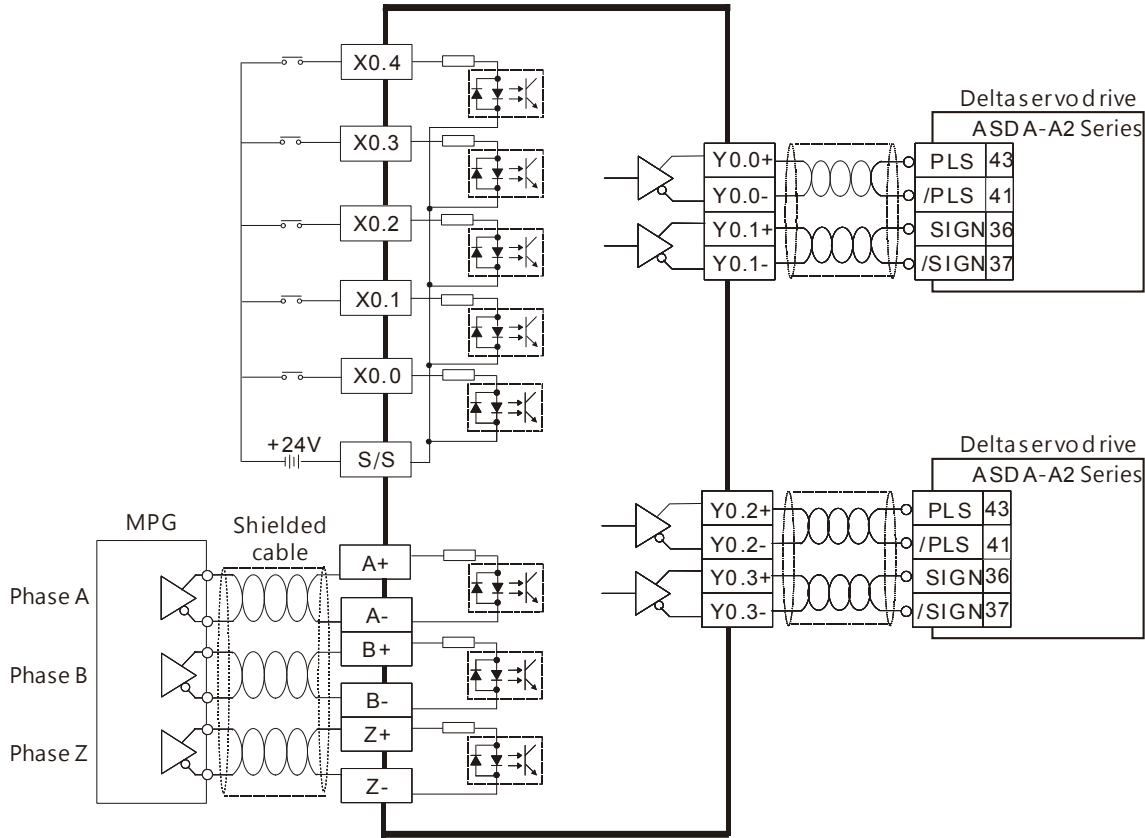 X0.4
X0.3
X0.2
X0.1
X0.0
+24V
S/S
MPG
Shielded
cable
Phase A
Phase B
Phase Z
A+
A-
B+
B-
Z+
Z-
Delta servo drive
ASDA-A2 Series
Y0.0+
Y0.0-
Y0.1+
Y0.1-
PLS 43
/PLS 41
SIGN 36
/SIGN 37
Delta servo drive
ASDA-A2 Series
Y0.2+
Y0.2-
Y0.3+
Y0.3-
PLS 43
/PLS 41
SIGN 36
/SIGN 37